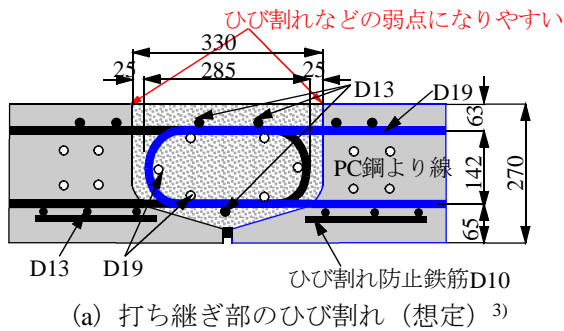 ひび割れなどの弱点になりやすい
330
25
285
25
D13
D19
63
PC鋼より線
142
270
65
D13
D19
ひび割れ防止鉄筋D10
(a) 打ち継ぎ部のひび割れ（想定）3)